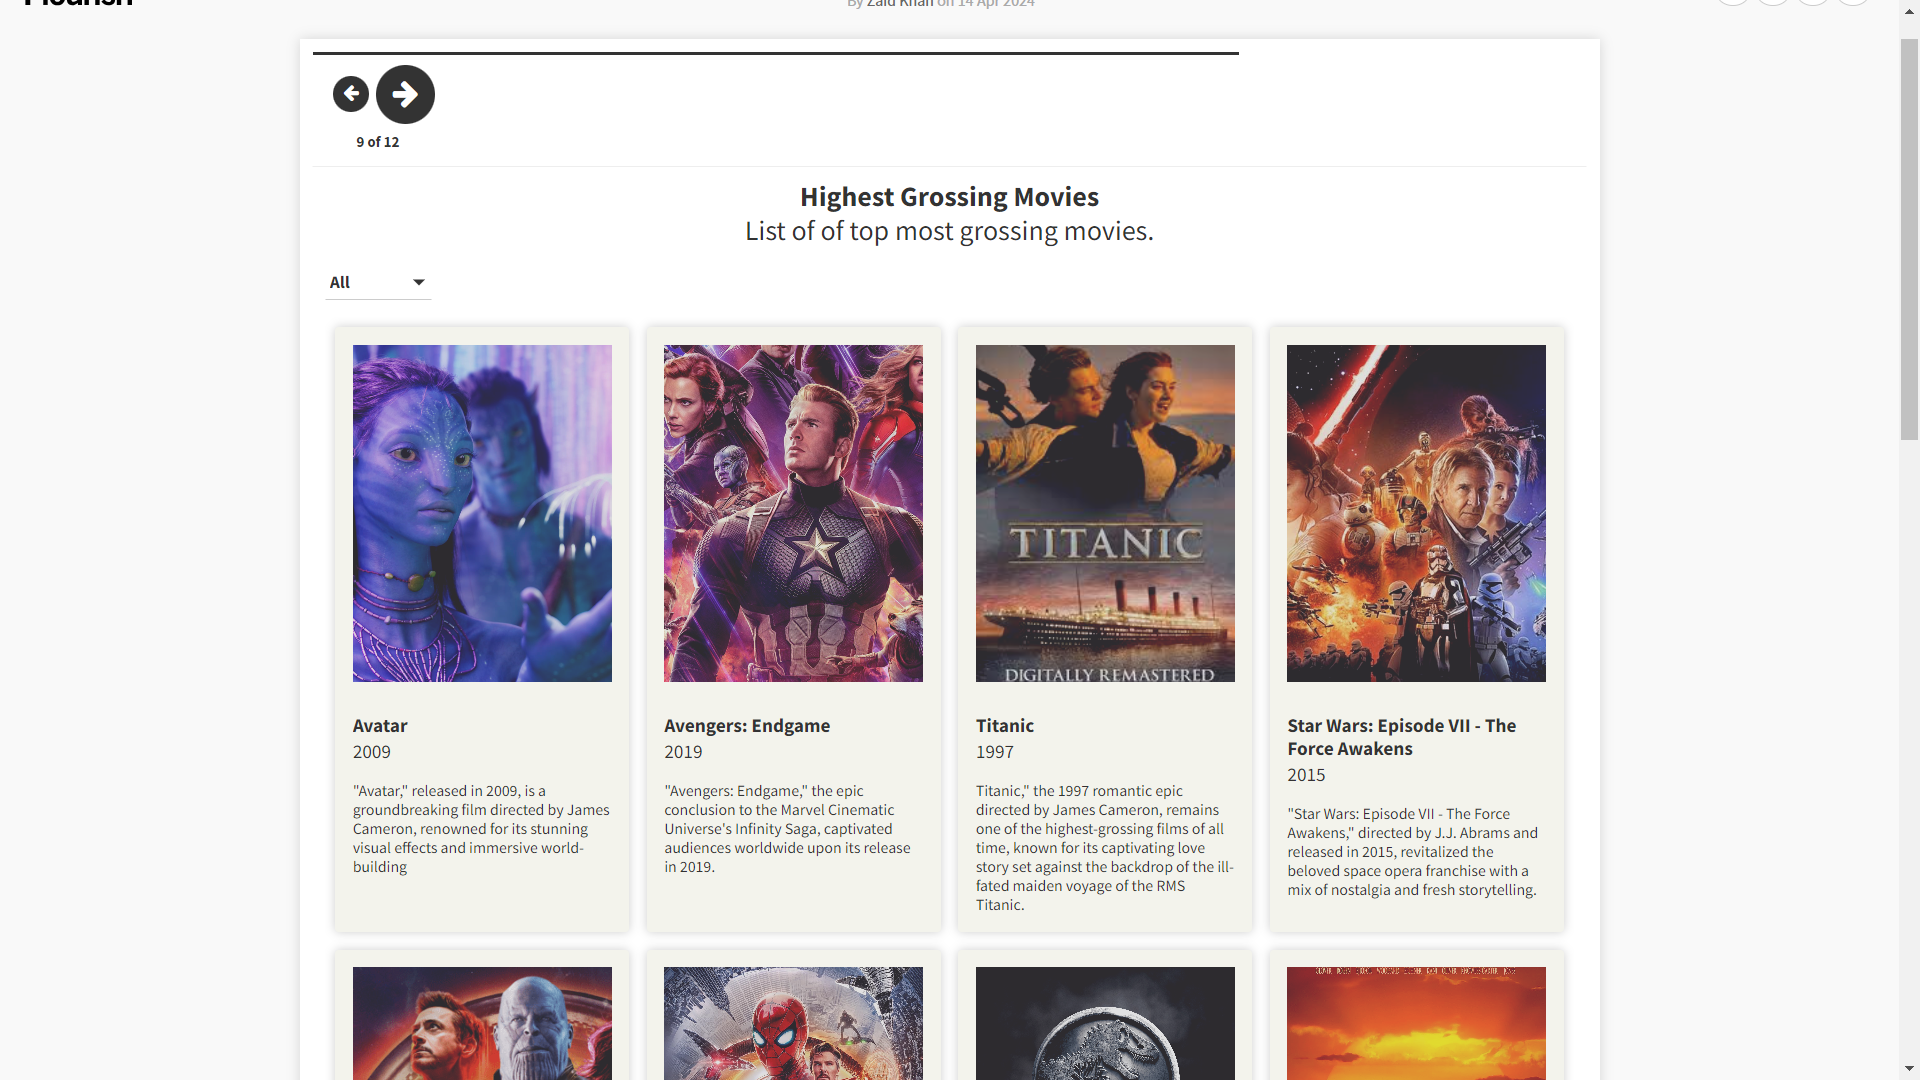 Flourish
By Zaid Khan on 14 Apr 2024
9 of 12
Highest Grossing Movies
List of of top most grossing movies.
All
TITANIC
DIGITALLY REMASTERED
Avatar
2009
"Avatar," released in 2009, is a
groundbreaking film directed by James
Cameron, renowned for its stunning
visual effects and immersive world-
building
Avengers: Endgame
2019
"Avengers: Endgame," the epic
conclusion to the Marvel Cinematic
Universe's Infinity Saga, captivated
audiences worldwide upon its release
in 2019.
Titanic
1997
Titanic," the 1997 romantic epic
directed by James Cameron, remains
one of the highest-grossing films of all
time, known for its captivating love
story set against the backdrop of the ill-
fated maiden voyage of the RMS
Titanic.
Star Wars: Episode VII - The
Force Awakens
2015
"Star Wars: Episode VII - The Force
Awakens," directed by J.J. Abrams and
released in 2015, revitalized the
beloved space opera franchise with a
mix of nostalgia and fresh storytelling.